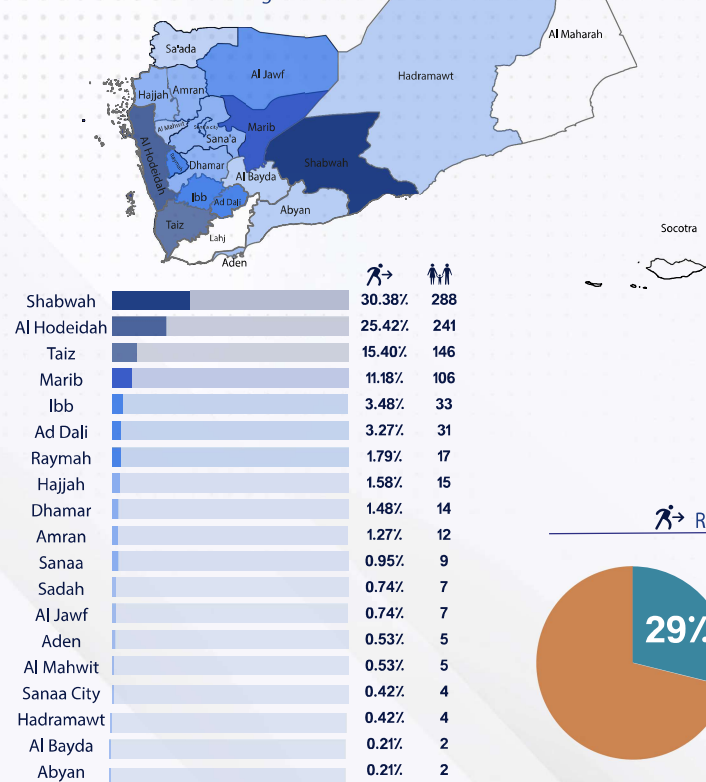 Al Maharah
Sa'ada
Al Jawf
Hadramawt
Hajjah
Amran
Al Mahwit
Marib
Sana'a
Al Hodeidah
Dhamar
Shabwah
Al Bayda
Ibb
Ad Dali
Abyan
Taiz
Lahj
Socotra
Aden
Shabwah 30.38% 288
Al Hodeidah 25.42% 241
Taiz 15.40% 146
Marib 11.18% 106
Ibb 3.48% 33
Ad Dali 3.27% 31
Raymah 1.79% 17
Hajjah 1.58% 15
Dhamar 1.48% 14
Amran 1.27% 12
Sanaa 0.95% 9
Sadah 0.74% 7
Al Jawf 0.74% 7
Aden 0.53% 5
Al Mahwit 0.53% 5
Sanaa City 0.42% 4
Hadramawt 0.42% 4
Al Bayda 0.21% 2
Abyan 0.21% 2
R
29%